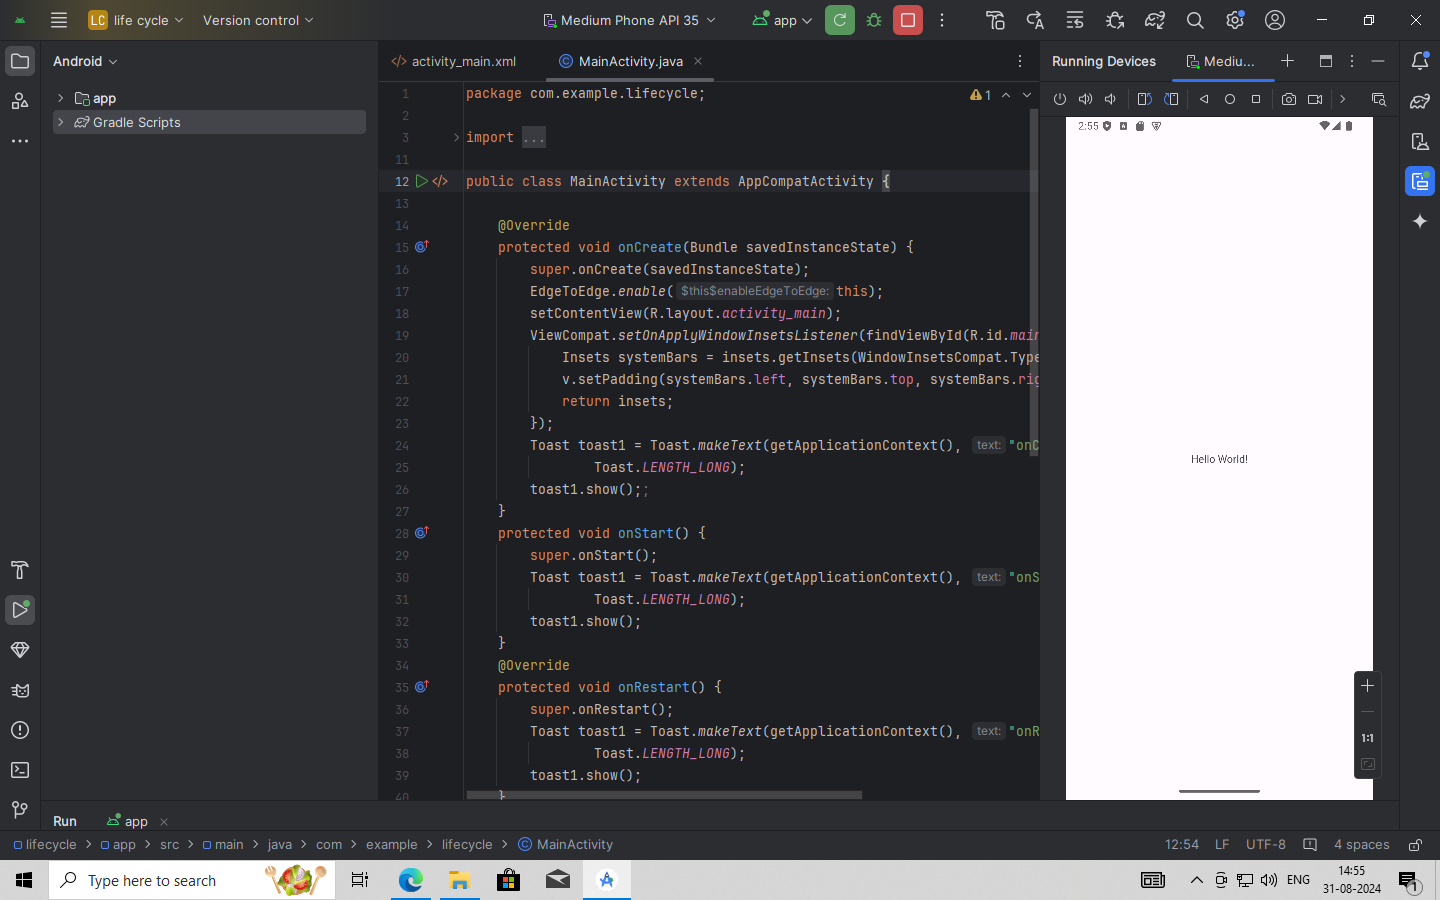 LC life cycle
Version control
Medium Phone API 35
app
Android
app
Gradle Scripts
activity_main.xml
MainActivity.java
1 package com.example.lifecycle;
1
2
3 import ...
11
12 public class MainActivity extends AppCompatActivity {
13
14 @Override
15 protected void onCreate(Bundle savedInstanceState) {
16 super.onCreate(savedInstanceState);
17 EdgeToEdge.enable( $this$enableEdgeToEdge: this);
18 setContentView(R.layout.activity_main);
19 ViewCompat.setOnApplyWindowInsetsListener(findViewById(R.id.main
20 Insets systemBars = insets.getInsets(WindowInsetsCompat.Type
21 v.setPadding(systemBars.left, systemBars.top, systemBars.rig
22 return insets;
23 });
24 Toast toast1 = Toast.makeText(getApplicationContext(), text: "onC
25 Toast.LENGTH_LONG);
26 toast1.show();;
27 }
28 protected void onStart() {
29 super.onStart();
30 Toast toast1 = Toast.makeText(getApplicationContext(), text: "onS
31 Toast.LENGTH_LONG);
32 toast1.show();
33 }
34 @Override
35 protected void onRestart() {
36 super.onRestart();
37 Toast toast1 = Toast.makeText(getApplicationContext(), text: "onR
38 Toast.LENGTH_LONG);
39 toast1.show();
40 }
Running Devices
Mediu...
2:55
Hello World!
1:1
Run
app
lifecycle > app > src > main > java > com > example > lifecycle > MainActivity
12:54 LF UTF-8 4 spaces
Type here to search
ENG
14:55
31-08-2024
1